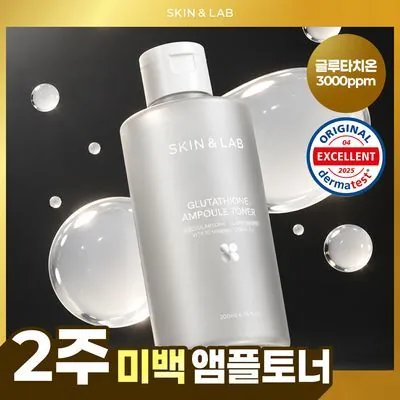 SKIN & LAB
글루타치온
3000ppm
ORIGINAL
04
EXCELLENT
2025
dermatest®
SKIN & LAB
GLUTATHIONE
AMPOULE TONER
2주 미백 앰플토너